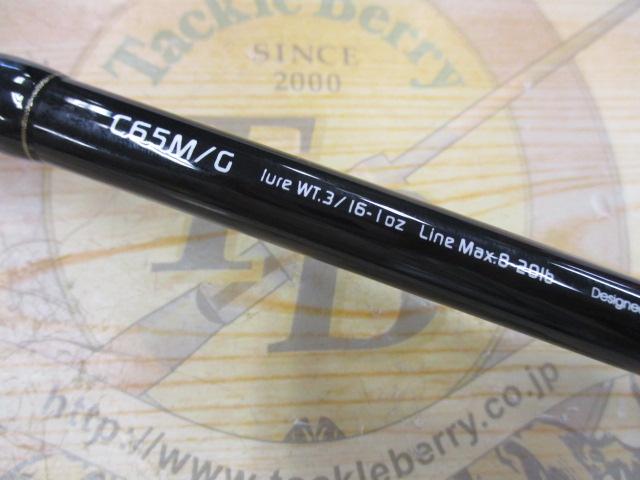 Tackle Berry
SINCE
2000
TB
C65M/G lure WT.3/16-1oz Line Max.8-20lb Designed
http://www.tackleberry.co.jp